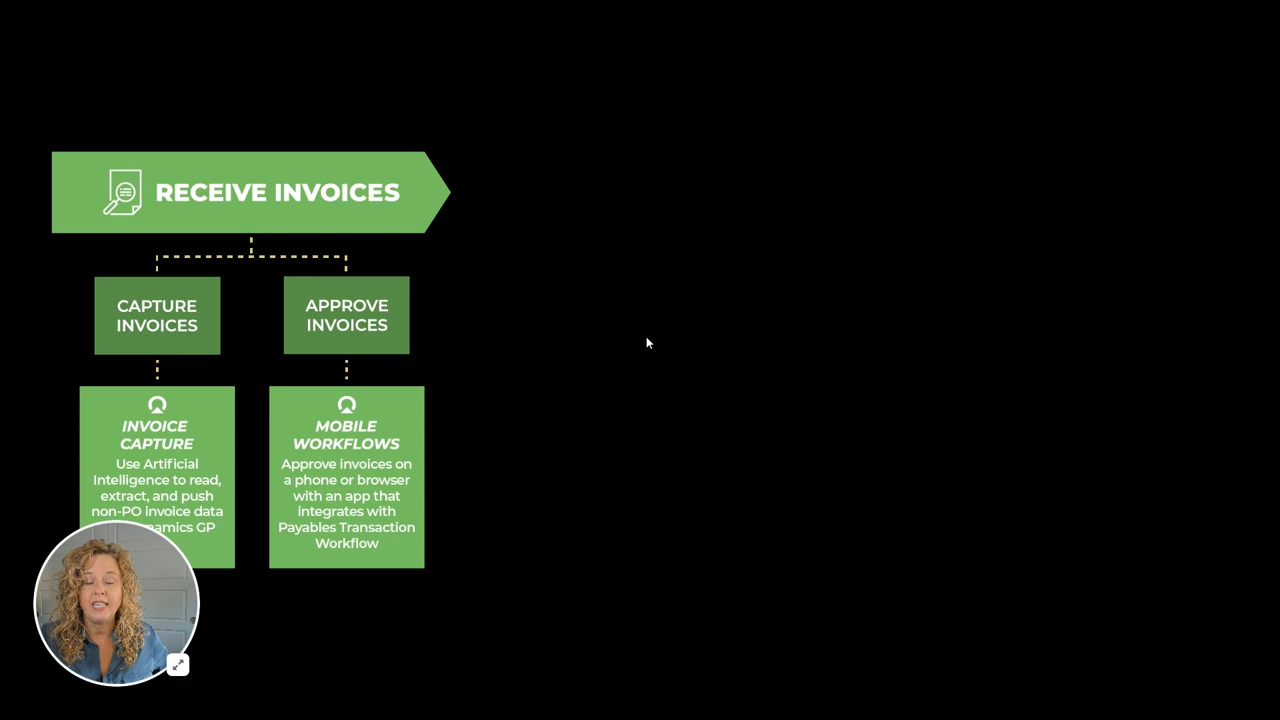 RECEIVE INVOICES
CAPTURE
INVOICES
APPROVE
INVOICES
INVOICE
CAPTURE
Use Artificial
Intelligence to read,
extract, and push
non-PO invoice data
GP
MOBILE
WORKFLOWS
Approve invoices on
a phone or browser
with an app that
integrates with
Payables Transaction
Workflow